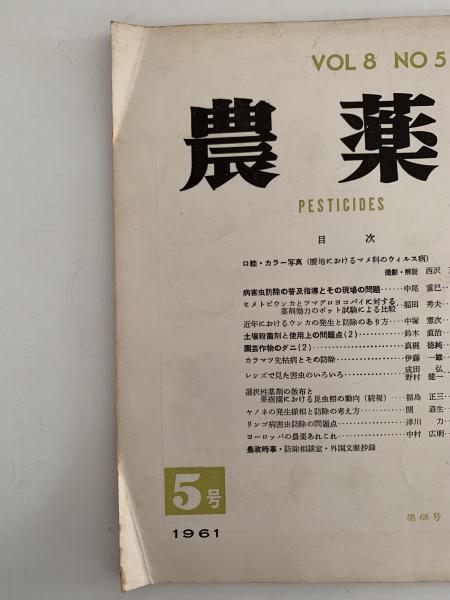 VOL 8 NO 5
農薬
PESTICIDES
目次
口絵・カラー写真(暖地におけるマメ科のウィルス病)
撮影・解説 西沢
病害虫防除の普及指導とその現場の問題……中尾 重巳
ヒメトビウンカとツマグロヨコバイに対する
薬剤効力のポット試験による比較……福田 秀夫
近年におけるウンカの発生と防除のあり方……中塚 憲次
土壌殺菌剤と使用上の問題点(2)……鈴木 直治
園芸作物のダニ(2)……真梶 徳純
カラマツ先枯病とその防除……伊藤 一雄
レンズで見た害虫のいろいろ……成田 弘
野村 健一
選択性薬剤の散布と
果樹園における昆虫相の動向(続報)……福島 正三
ヤノネの発生様相と防除の考え方……関 道生
リンゴ病害虫防除の問題点……津川 力
ヨーロッパの農薬あれこれ……中村 広明
農政時事・防除相談室・外国文献抄録
5号
1961
第68号